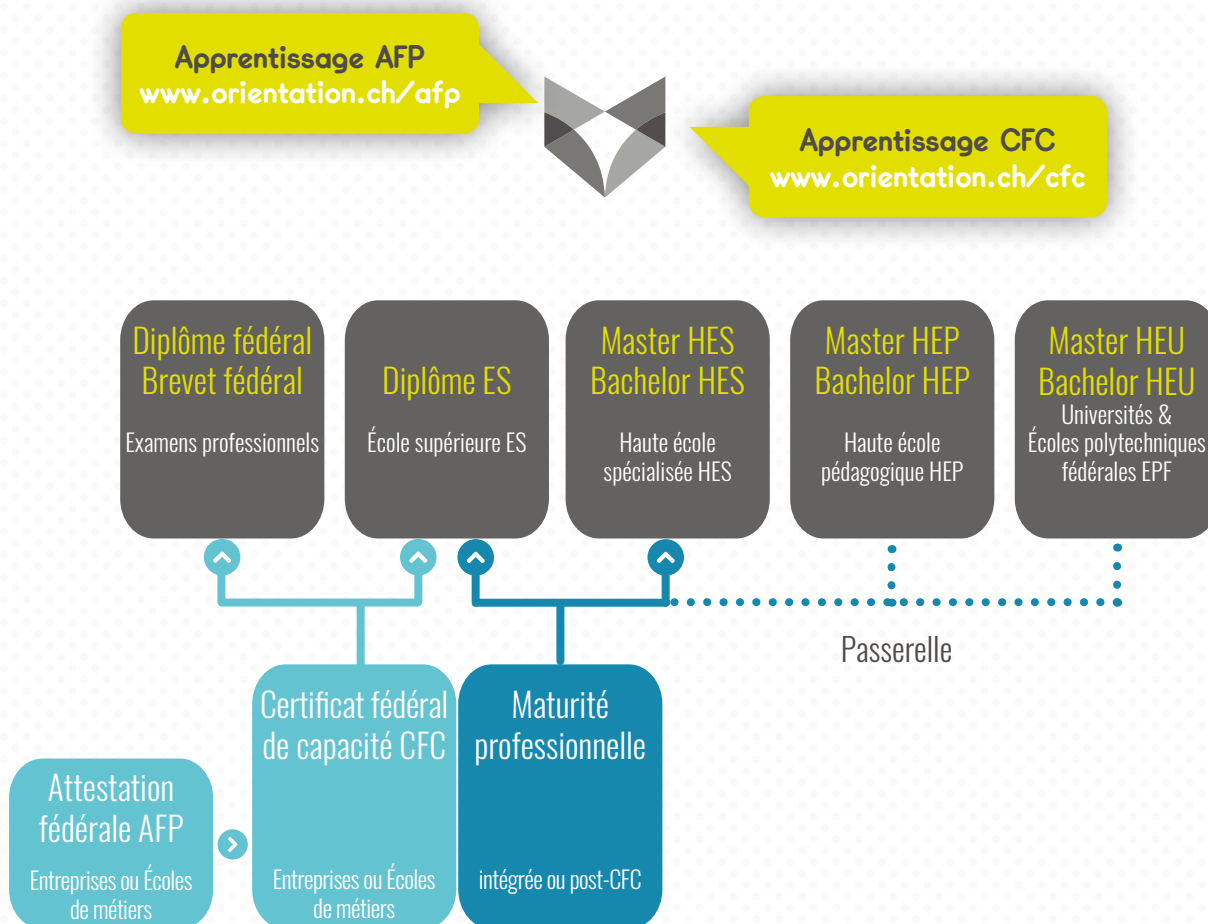 Apprentissage AFP
www.orientation.ch/afp
Apprentissage CFC
www.orientation.ch/cfc
Diplôme fédéral
Brevet fédéral
Examens professionnels
Diplôme ES
École supérieure ES
Master HES
Bachelor HES
Haute école
spécialisée HES
Master HEP
Bachelor HEP
Haute école
pédagogique HEP
Master HEU
Bachelor HEU
Universités &
Écoles polytechniques
fédérales EPF
Passerelle
Certificat fédéral
de capacité CFC
Entreprises ou Écoles
de métiers
Maturité
professionnelle
intégrée ou post-CFC
Attestation
fédérale AFP
Entreprises ou Écoles
de métiers